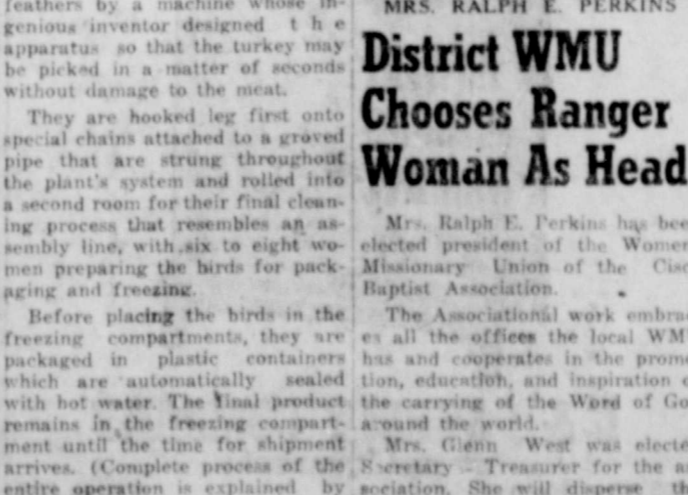 feathers by a machine whose in-
genious inventor designed the
apparatus so that the turkey may
be picked in a matter of seconds
without damage to the meat.
They are hooked leg first onto
special chains attached to a groved
pipe that are strung throughout
the plant's system and rolled into
a second room for their final clean-
ing process that resembles an as-
sembly line, with six to eight wo-
men preparing the birds for pack-
aging and freezing.
Before placing the birds in the
freezing compartments, they are
packaged in plastic containers
which are automatically sealed
with hot water. The final product
remains in the freezing compart-
ment until the time for shipment
arrives. (Complete process of the
entire operation is explained by
MRS. RALPH E. PERKINS
District WMU
Chooses Ranger
Woman As Head
Mrs. Ralph E. Perkins has bee
elected president of the Women
Missionary Union of the Cisc
Baptist Association.
The Associational work embra
es all the offices the local WM
has and cooperates in the promo
tion, education, and inspiration o
the carrying of the Word of Go
around the world.
Mrs. Glenn West was electe
Secretary - Treasurer for the a
sociation. She will disperse th